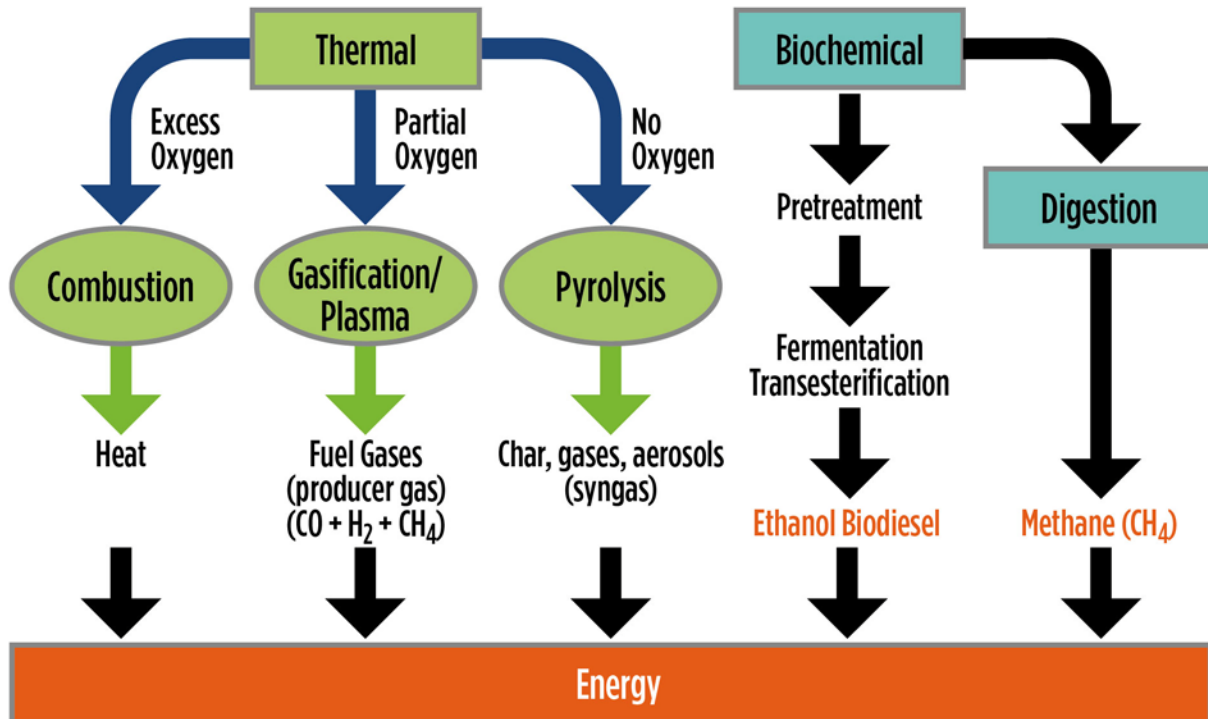 Thermal
Biochemical
Excess
Oxygen
Partial
Oxygen
No
Oxygen
Combustion
Gasification/
Plasma
Pyrolysis
Pretreatment
Digestion
Fermentation
Transesterification
Heat
Fuel Gases
(producer gas)
(CO + H₂ + CH₄)
Char, gases, aerosols
(syngas)
Ethanol Biodiesel
Methane (CH₄)
Energy